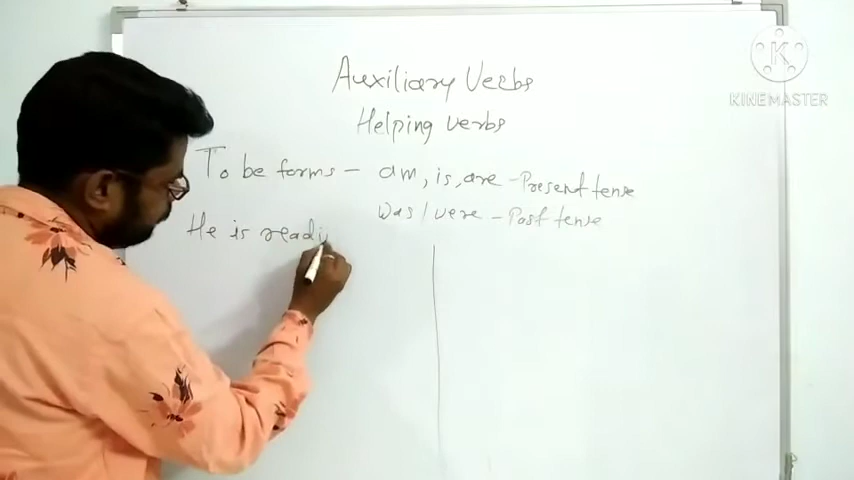 Auxiliary Verbs
Helping verbs
To be forms - am, is, are - Present tense
was / were - Past tense
He is readi
KINEMASTER